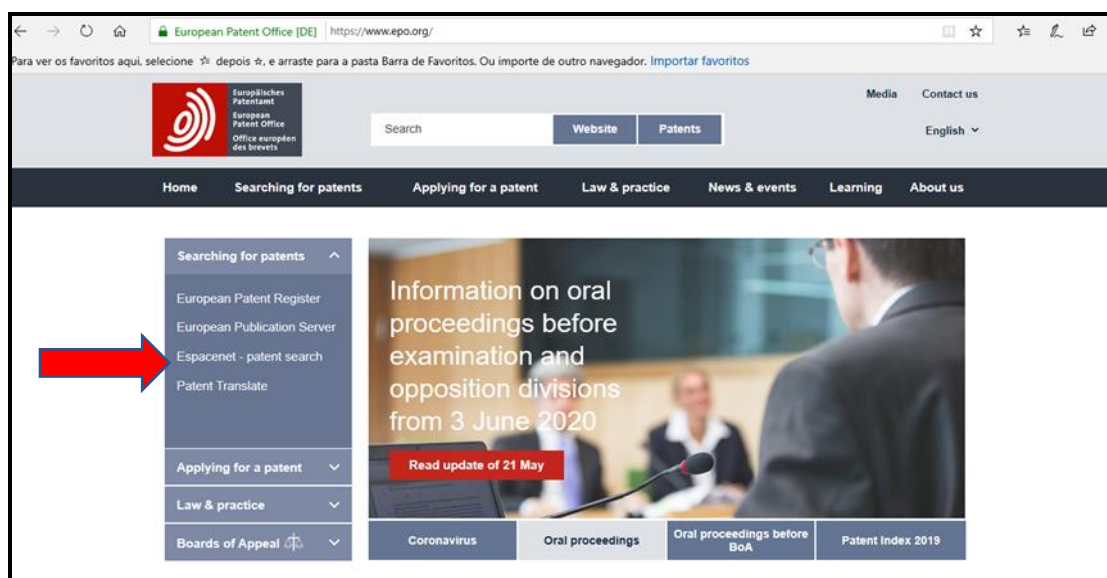 European Patent Office [DE] https://www.epo.org/
Para ver os favoritos aqui, selecione depois, e arraste para a pasta Barra de Favoritos. Ou importe de outro navegador. Importar favoritos
Europäisches
Patentamt
European
Patent Office
Office européen
des brevets
Media Contact us
Search Website Patents
English
Home Searching for patents Applying for a patent Law & practice News & events Learning About us
Searching for patents
European Patent Register
European Publication Server
Espacenet - patent search
Patent Translate
Applying for a patent
Law & practice
Boards of Appeal
Information on oral
proceedings before
examination and
opposition divisions
from 3 June 2020
Read update of 21 May
Coronavirus Oral proceedings Oral proceedings before
BoA Patent Index 2019